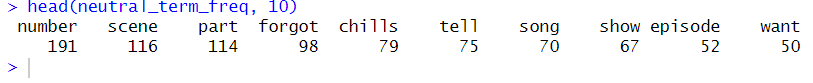 > head(neutral_term_freq, 10)
number scene part forgot chills tell song show episode want
191 116 114 98 79 75 70 67 52 50
>